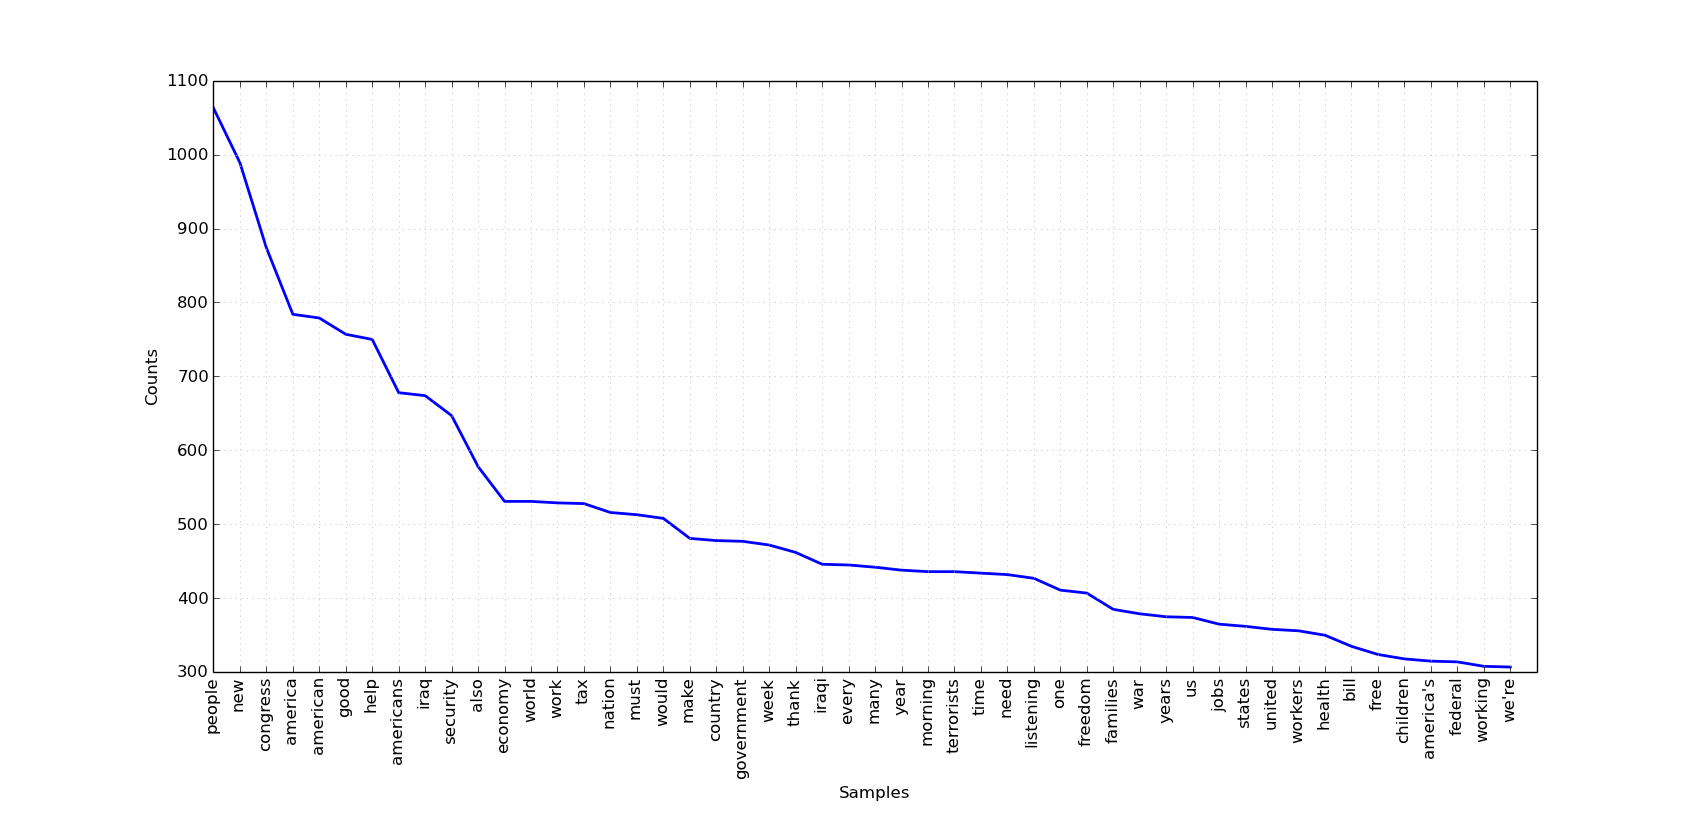 1100
1000
900
800
700
600
500
400
300
Counts
people
new
congress
america
american
good
help
americans
iraq
security
also
economy
world
work
tax
nation
must
would
make
country
government
week
thank
iraqi
every
many
year
morning
terrorists
time
need
listening
one
freedom
families
war
years
us
jobs
states
united
workers
health
bill
free
children
america's
federal
working
we're
Samples